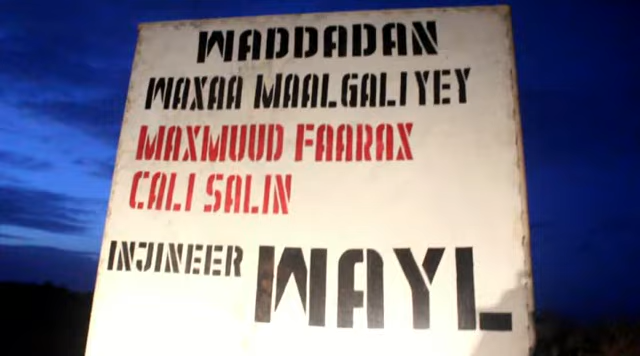 WADDADAN
WAXAA MAALGALIYEY
MAXMUUD FAARAX
CALI SALIN
INJINEER WAYL